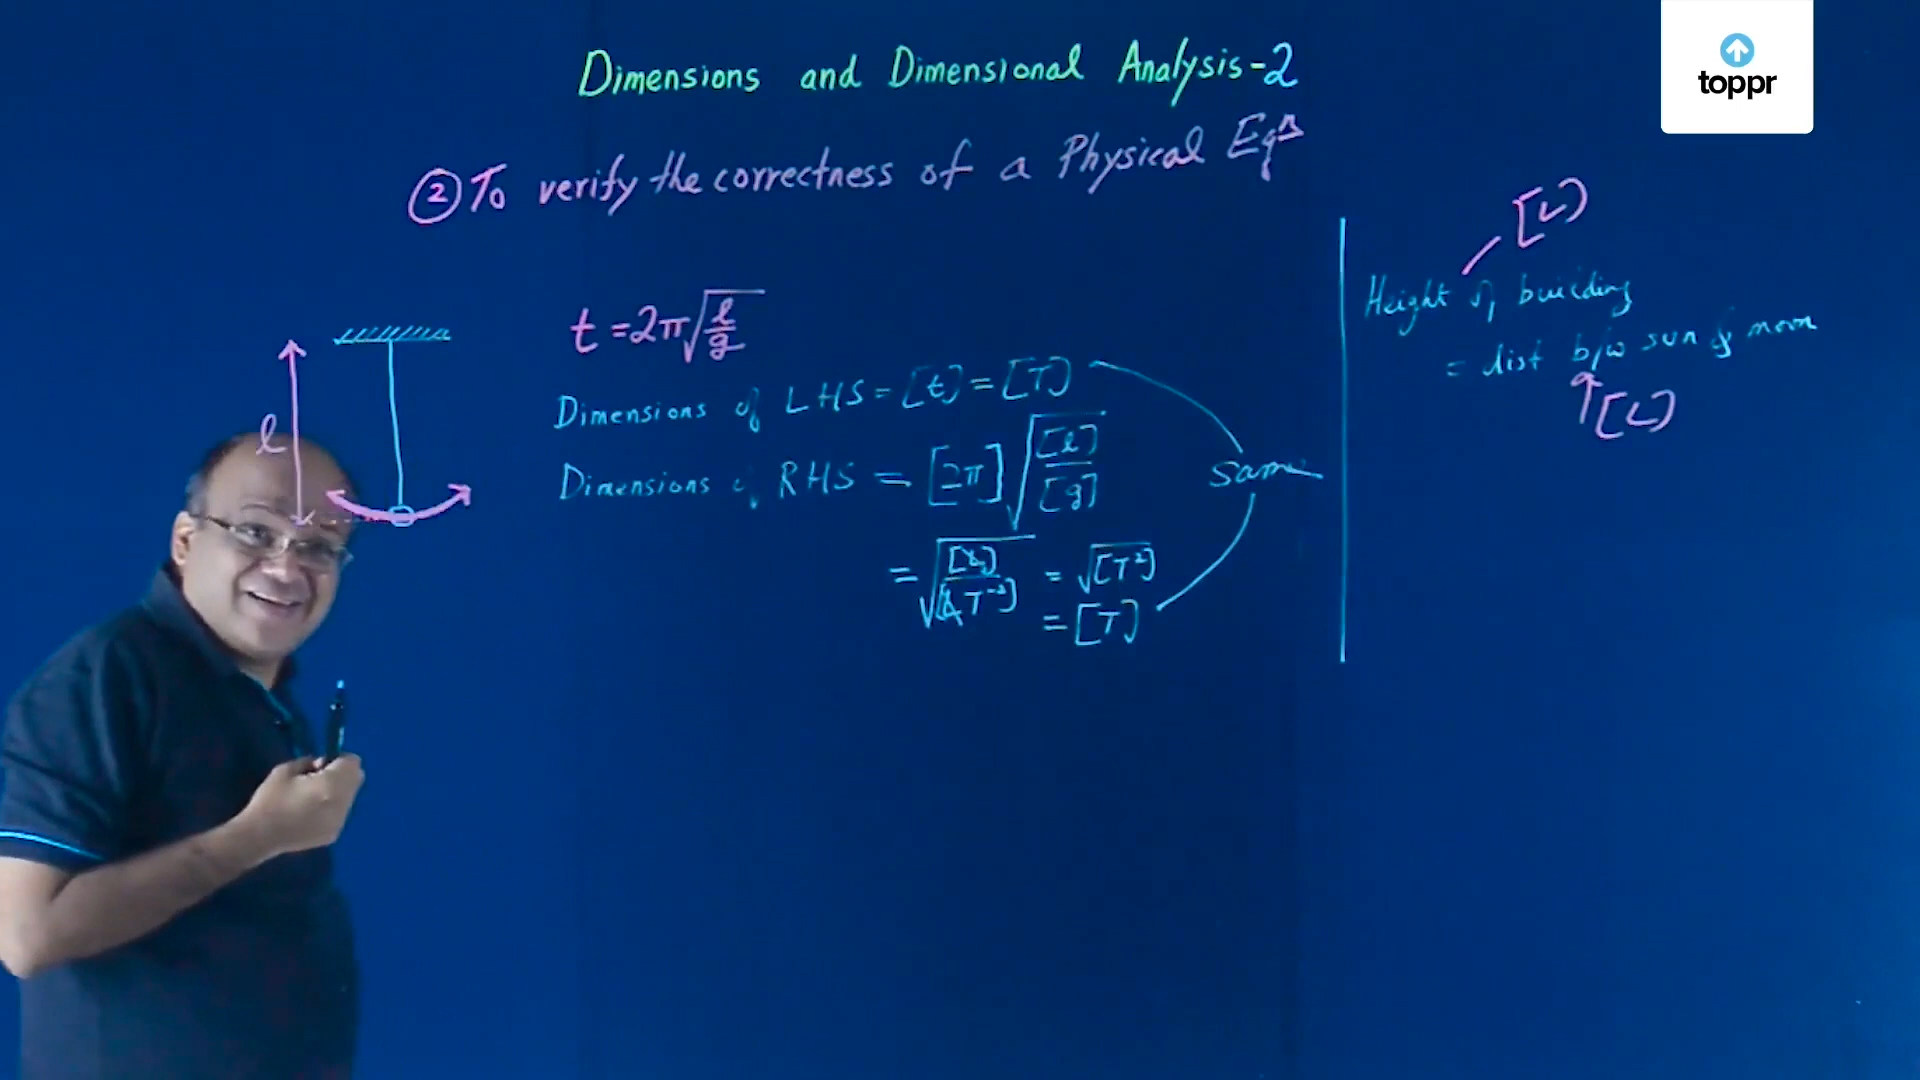 toppr
Dimensions and Dimensional Analysis-2
② To verify the correctness of a Physical Eqⁿ
l
t = 2π√(l/g)
Dimensions of LHS = [t] = [T]
Dimensions of RHS = [2π] √([l]/[g])
= √([L]/[LT⁻²]) = √[T²]
= [T]
same
[L]
Height of building
= dist b/w sun & moon
[L]